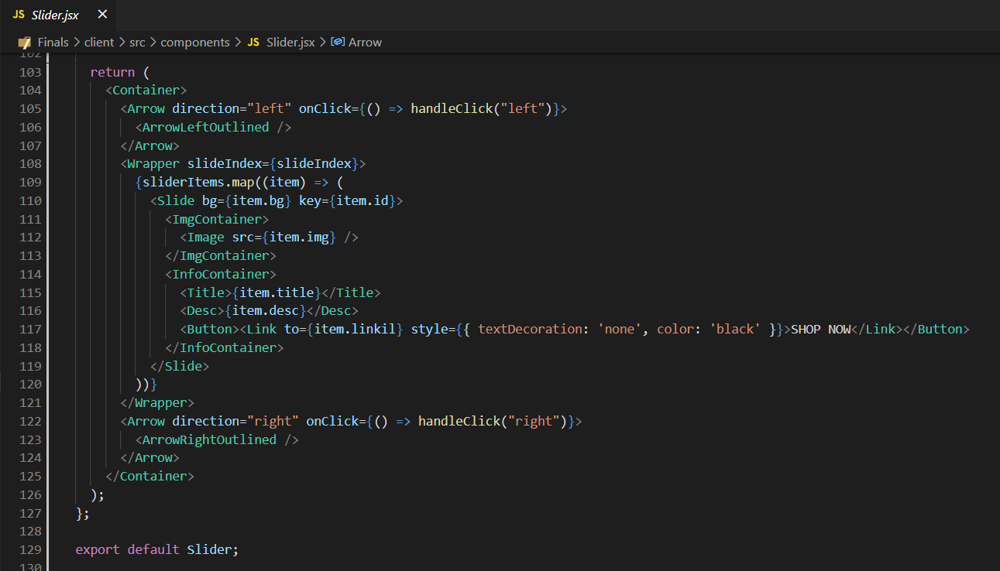 JS Slider.jsx ×
Finals > client > src > components > JS Slider.jsx > Arrow
102
103 return (
104 <Container>
105 <Arrow direction="left" onClick={() => handleClick("left")}>
106 <ArrowLeftOutlined />
107 </Arrow>
108 <Wrapper slideIndex={slideIndex}>
109 {sliderItems.map((item) => (
110 <Slide bg={item.bg} key={item.id}>
111 <ImgContainer>
112 <Image src={item.img} />
113 </ImgContainer>
114 <InfoContainer>
115 <Title>{item.title}</Title>
116 <Desc>{item.desc}</Desc>
117 <Button><Link to={item.linkil} style={{ textDecoration: 'none', color: 'black' }}>SHOP NOW</Link></Button>
118 </InfoContainer>
119 </Slide>
120 ))}
121 </Wrapper>
122 <Arrow direction="right" onClick={() => handleClick("right")}>
123 <ArrowRightOutlined />
124 </Arrow>
125 </Container>
126 );
127 };
128
129 export default Slider;
130